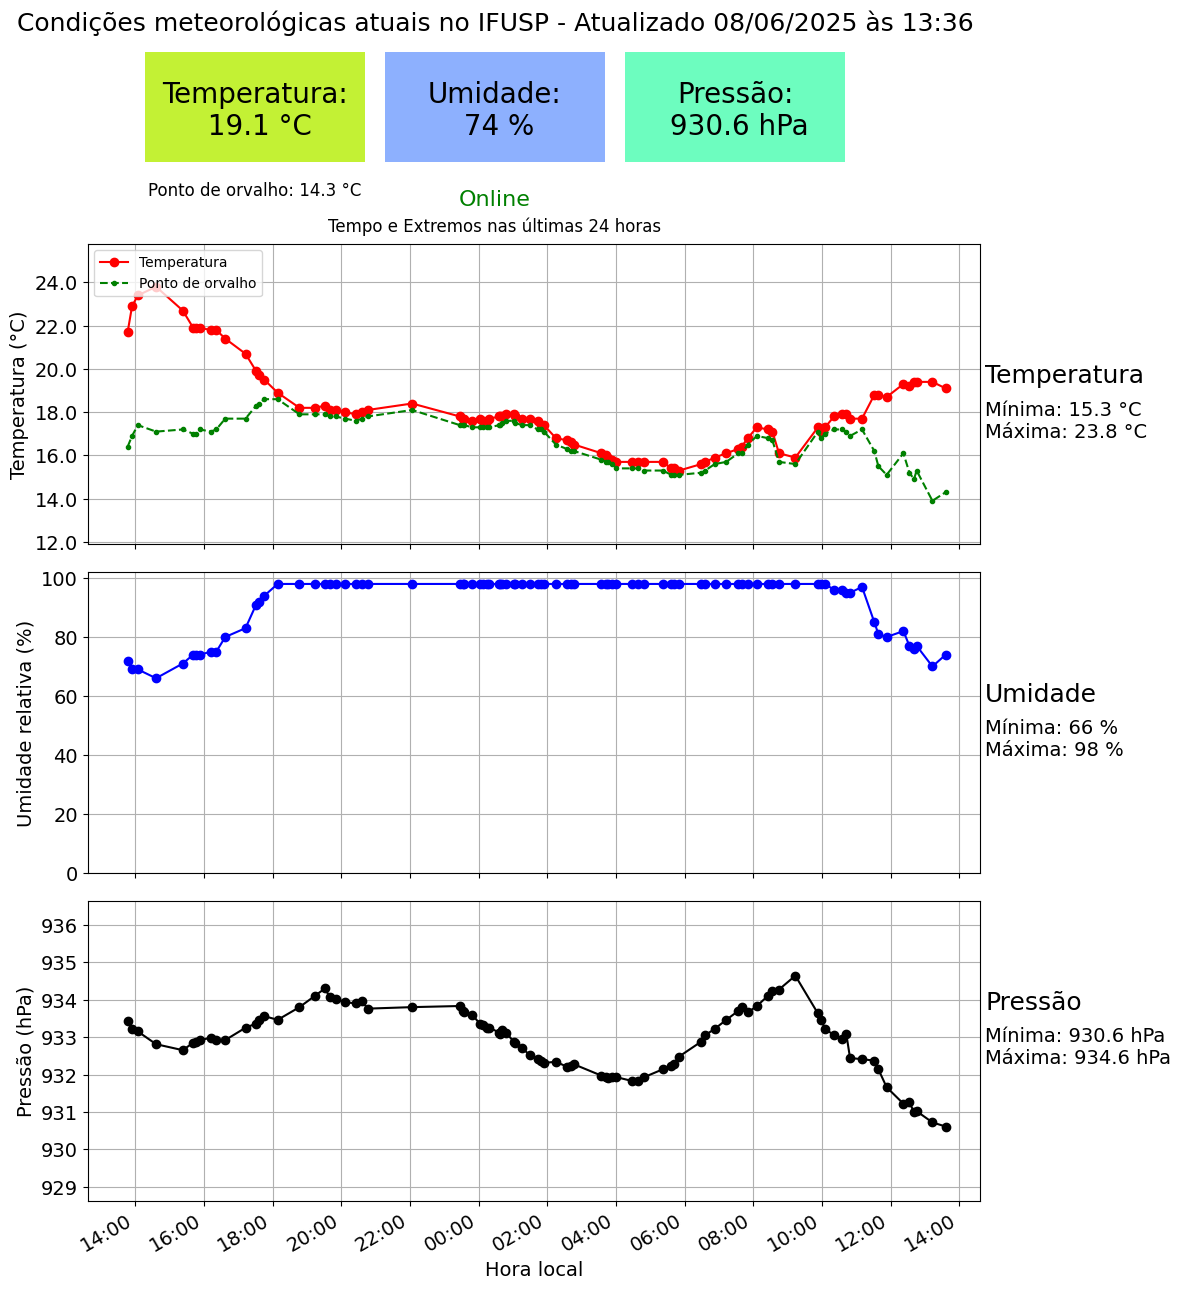 Condições meteorológicas atuais no IFUSP - Atualizado 08/06/2025 às 13:36
Temperatura:
19.1 °C
Umidade:
74 %
Pressão:
930.6 hPa
Ponto de orvalho: 14.3 °C
Online
Tempo e Extremos nas últimas 24 horas
Temperatura
Ponto de orvalho
Temperatura (°C)
24.0
22.0
20.0
18.0
16.0
14.0
12.0
Temperatura
Mínima: 15.3 °C
Máxima: 23.8 °C
Umidade relativa (%)
100
80
60
40
20
0
Umidade
Mínima: 66 %
Máxima: 98 %
Pressão (hPa)
936
935
934
933
932
931
930
929
Pressão
Mínima: 930.6 hPa
Máxima: 934.6 hPa
14:00 16:00 18:00 20:00 22:00 00:00 02:00 04:00 06:00 08:00 10:00 12:00 14:00
Hora local